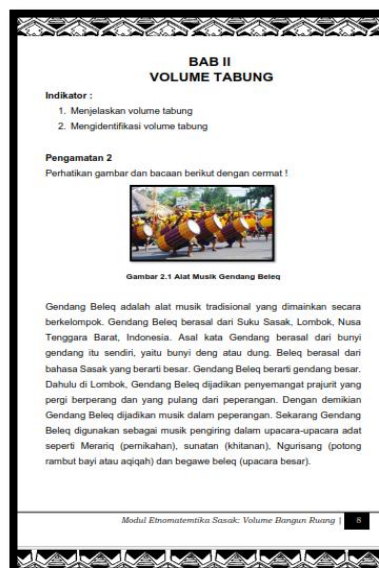 BAB II
VOLUME TABUNG
Indikator :
1. Menjelaskan volume tabung
2. Mengidentifikasi volume tabung
Pengamatan 2
Perhatikan gambar dan bacaan berikut dengan cermat !
Gambar 2.1 Alat Musik Gendang Beleq
Gendang Beleq adalah alat musik tradisional yang dimainkan secara
berkelompok. Gendang Beleq berasal dari Suku Sasak, Lombok, Nusa
Tenggara Barat, Indonesia. Asal kata Gendang berasal dari bunyi
gendang itu sendiri, yaitu bunyi deng atau dung. Beleq berasal dari
bahasa Sasak yang berarti besar. Gendang Beleq berarti gendang besar.
Dahulu di Lombok, Gendang Beleq dijadikan penyemangat prajurit yang
pergi berperang dan yang pulang dari peperangan. Dengan demikian
Gendang Beleq dijadikan musik dalam peperangan. Sekarang Gendang
Beleq digunakan sebagai musik pengiring dalam upacara-upacara adat
seperti Merariq (pernikahan), sunatan (khitanan), Ngurisang (potong
rambut bayi atau aqiqah) dan begawe beleq (upacara besar).
Modul Etnomatemtika Sasak: Volume Bangun Ruang | 8